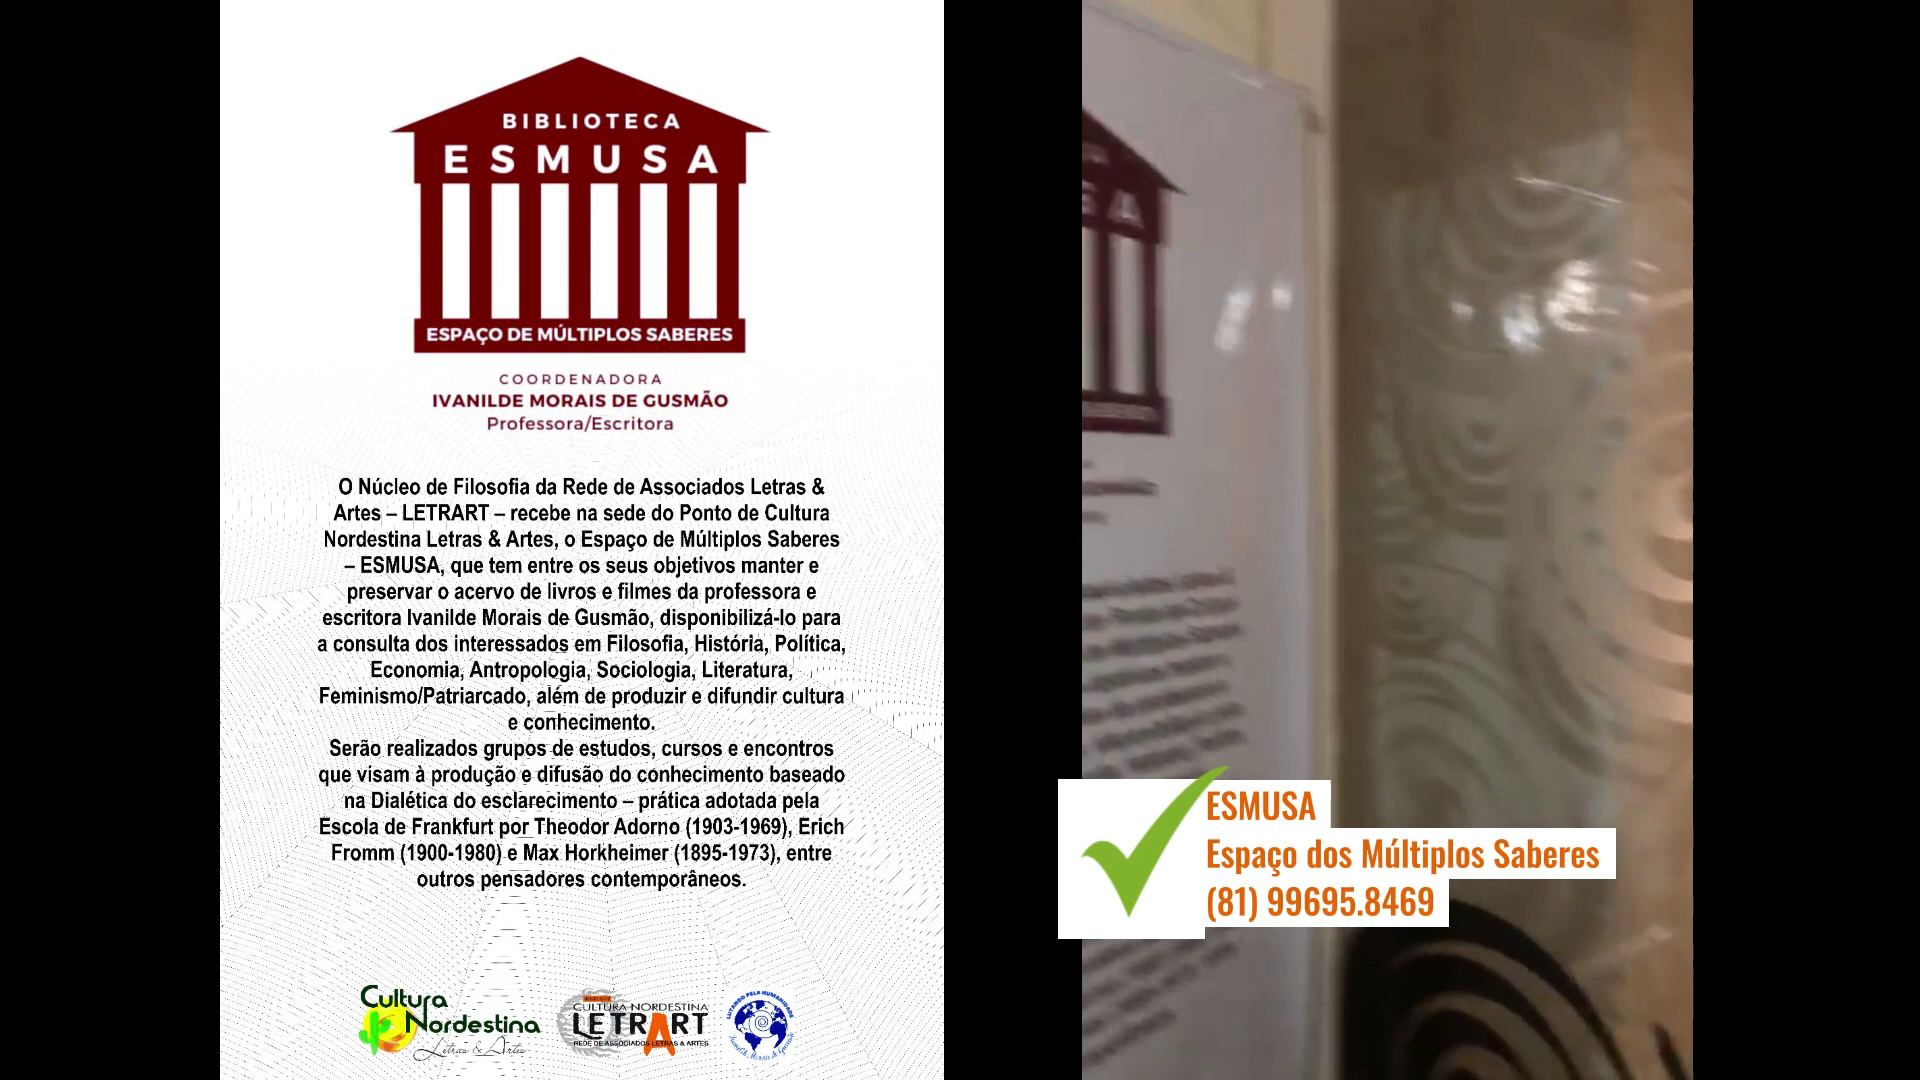 BIBLIOTECA
ESMUSA
ESPAÇO DE MÚLTIPLOS SABERES
COORDENADORA
IVANILDE MORAIS DE GUSMÃO
Professora/Escritora
O Núcleo de Filosofia da Rede de Associados Letras &
Artes – LETRART – recebe na sede do Ponto de Cultura
Nordestina Letras & Artes, o Espaço de Múltiplos Saberes
– ESMUSA, que tem entre os seus objetivos manter e
preservar o acervo de livros e filmes da professora e
escritora Ivanilde Morais de Gusmão, disponibilizá-lo para
a consulta dos interessados em Filosofia, História, Política,
Economia, Antropologia, Sociologia, Literatura,
Feminismo/Patriarcado, além de produzir e difundir cultura
e conhecimento.
Serão realizados grupos de estudos, cursos e encontros
que visam à produção e difusão do conhecimento baseado
na Dialética do esclarecimento – prática adotada pela
Escola de Frankfurt por Theodor Adorno (1903-1969), Erich
Fromm (1900-1980) e Max Horkheimer (1895-1973), entre
outros pensadores contemporâneos.
Cultura
Nordestina
Letras & Artes
CULTURA NORDESTINA
LETRART
REDE DE ASSOCIADOS LETRAS & ARTES
LUTANDO PELA HUMANIDADE
Ivanilde Morais de Gusmão
ESMUSA
Espaço dos Múltiplos Saberes
(81) 99695.8469